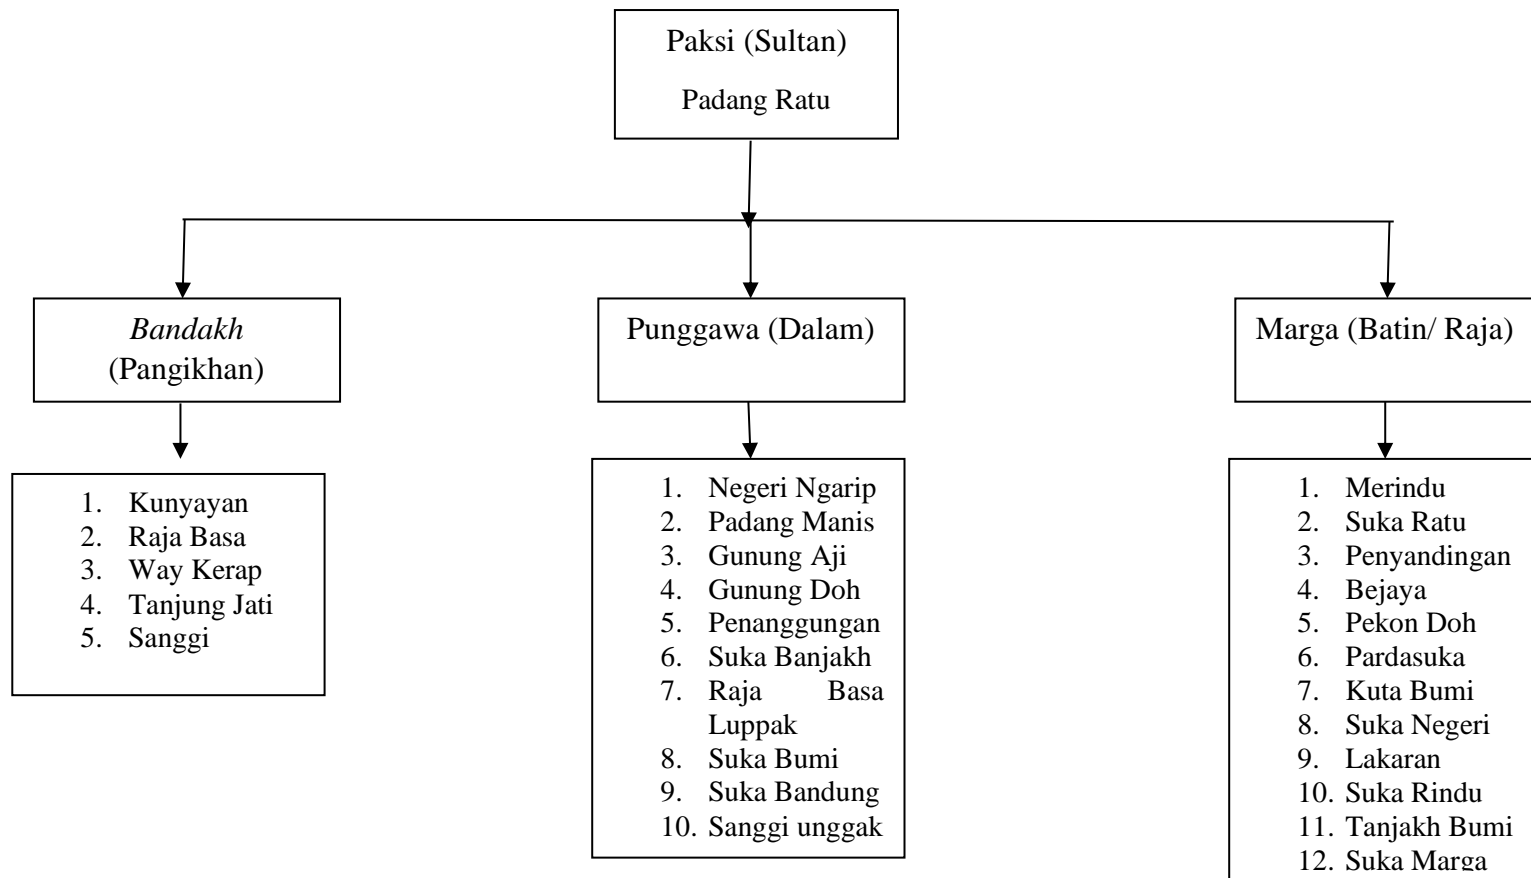 Paksi (Sultan)
Padang Ratu
Bandakh
(Pangikhan)
Punggawa (Dalam)
Marga (Batin/ Raja)
1. Kunyayan
2. Raja Basa
3. Way Kerap
4. Tanjung Jati
5. Sanggi
1. Negeri Ngarip
2. Padang Manis
3. Gunung Aji
4. Gunung Doh
5. Penanggungan
6. Suka Banjakh
7. Raja Basa
Luppak
8. Suka Bumi
9. Suka Bandung
10. Sanggi unggak
1. Merindu
2. Suka Ratu
3. Penyandingan
4. Bejaya
5. Pekon Doh
6. Pardasuka
7. Kuta Bumi
8. Suka Negeri
9. Lakaran
10. Suka Rindu
11. Tanjakh Bumi
12. Suka Marga